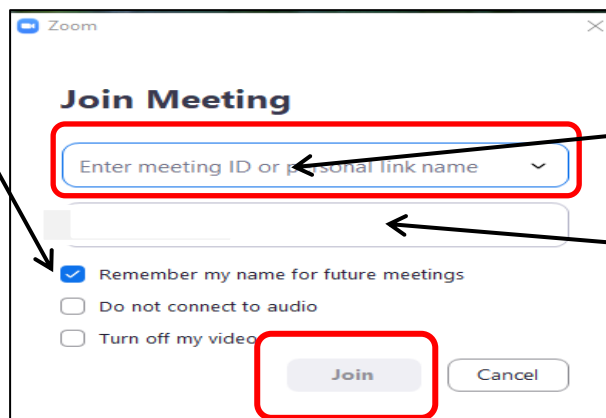 Zoom
Join Meeting
Enter meeting ID or personal link name
Remember my name for future meetings
Do not connect to audio
Turn off my video
Join
Cancel